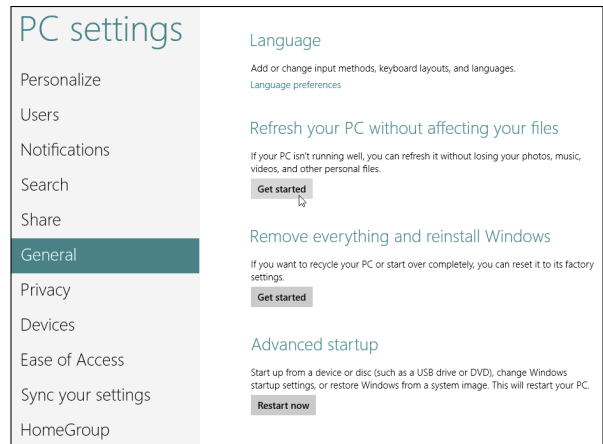 PC settings
Personalize
Users
Notifications
Search
Share
General
Privacy
Devices
Ease of Access
Sync your settings
HomeGroup
Language
Add or change input methods, keyboard layouts, and languages.
Language preferences
Refresh your PC without affecting your files
If your PC isn't running well, you can refresh it without losing your photos, music,
videos, and other personal files.
Get started
Remove everything and reinstall Windows
If you want to recycle your PC or start over completely, you can reset it to its factory
settings.
Get started
Advanced startup
Start up from a device or disc (such as a USB drive or DVD), change Windows
startup settings, or restore Windows from a system image. This will restart your PC.
Restart now